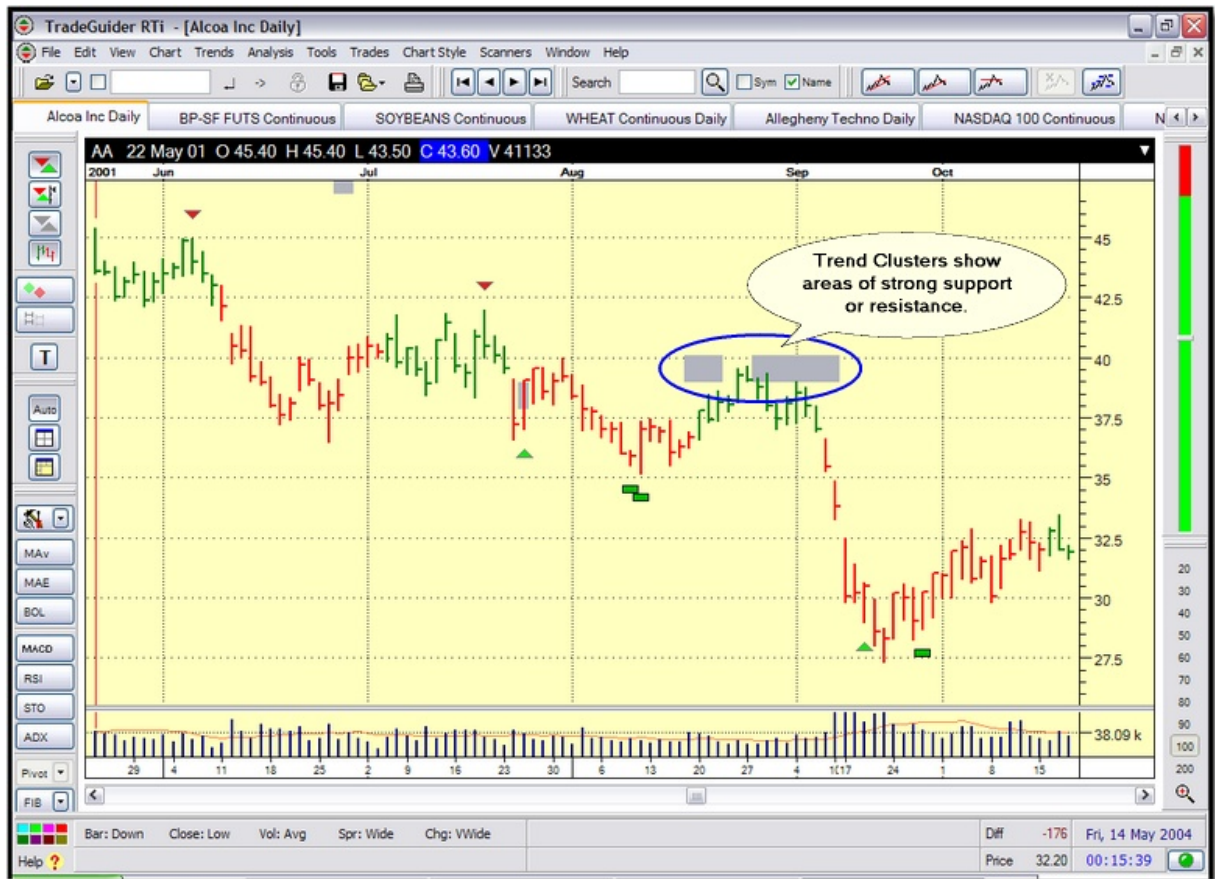 TradeGuider RTi - [Alcoa Inc Daily]
File Edit View Chart Trends Analysis Tools Trades Chart Style Scanners Window Help
Search Sym Name
Alcoa Inc Daily BP-SF FUTS Continuous SOYBEANS Continuous WHEAT Continuous Daily Allegheny Techno Daily NASDAQ 100 Continuous N
AA 22 May 01 O 45.40 H 45.40 L 43.50 C 43.60 V 41133
2001 Jun Jul Aug Sep Oct
45
Trend Clusters show
areas of strong support
or resistance.
42.5
40
37.5
35
32.5
30
27.5
38.09 k
29 4 11 18 25 2 9 16 23 30 6 13 20 27 4 10 17 24 1 8 15
T
Auto
MAv
MAE
BOL
MACD
RSI
STO
ADX
Pivot
FIB
20
30
40
50
60
70
80
90
100
200
Bar: Down Close: Low Vol: Avg Spr: Wide Chg: VWide Diff -176 Fri, 14 May 2004
Help ? Price 32.20 00:15:39